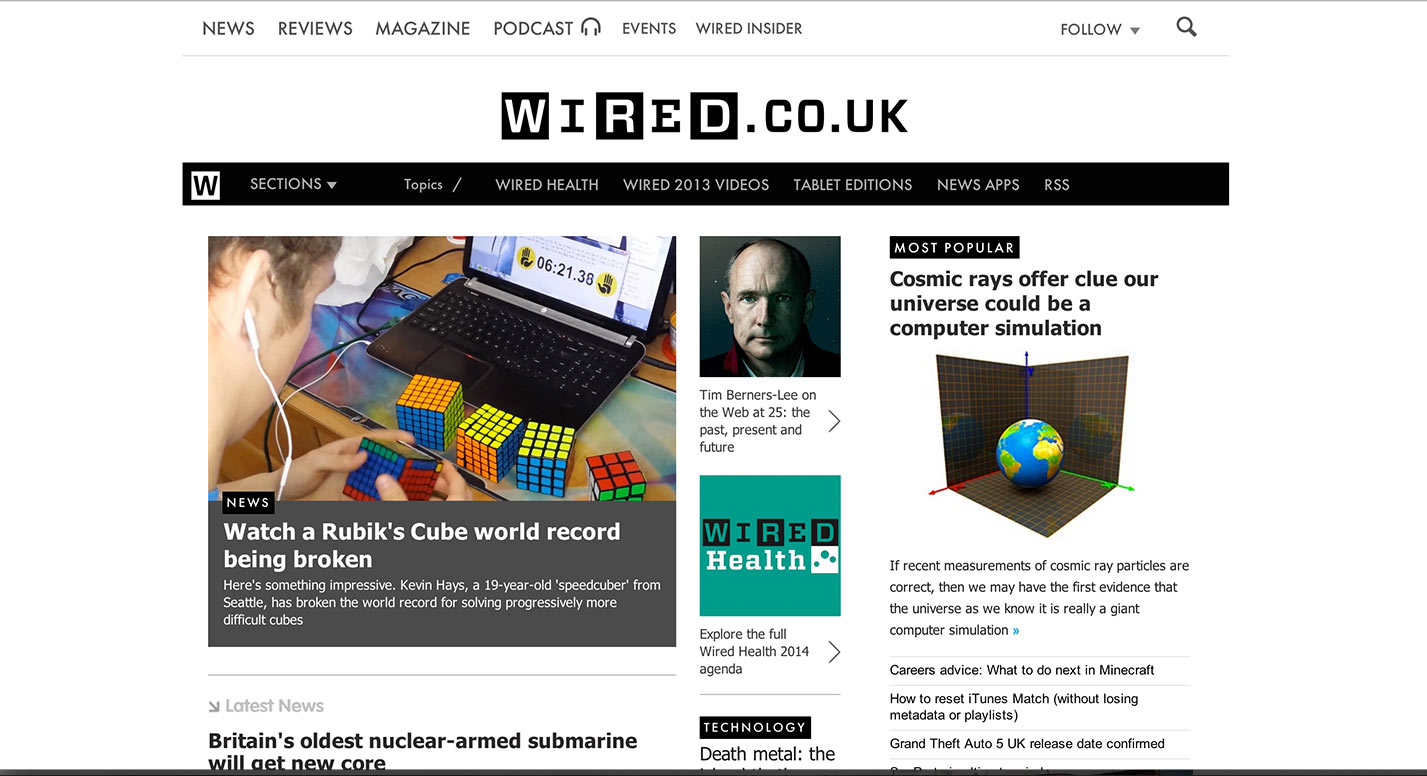 NEWS REVIEWS MAGAZINE PODCAST EVENTS WIRED INSIDER FOLLOW
WIRED.CO.UK
W SECTIONS Topics / WIRED HEALTH WIRED 2013 VIDEOS TABLET EDITIONS NEWS APPS RSS
06:21.38
NEWS
Watch a Rubik's Cube world record
being broken
Here's something impressive. Kevin Hays, a 19-year-old 'speedcuber' from
Seattle, has broken the world record for solving progressively more
difficult cubes
Latest News
Britain's oldest nuclear-armed submarine
will get new core
Tim Berners-Lee on
the Web at 25: the
past, present and
future
WIRED
Health
Explore the full
Wired Health 2014
agenda
TECHNOLOGY
Death metal: the
MOST POPULAR
Cosmic rays offer clue our
universe could be a
computer simulation
If recent measurements of cosmic ray particles are
correct, then we may have the first evidence that
the universe as we know it is really a giant
computer simulation »
Careers advice: What to do next in Minecraft
How to reset iTunes Match (without losing
metadata or playlists)
Grand Theft Auto 5 UK release date confirmed